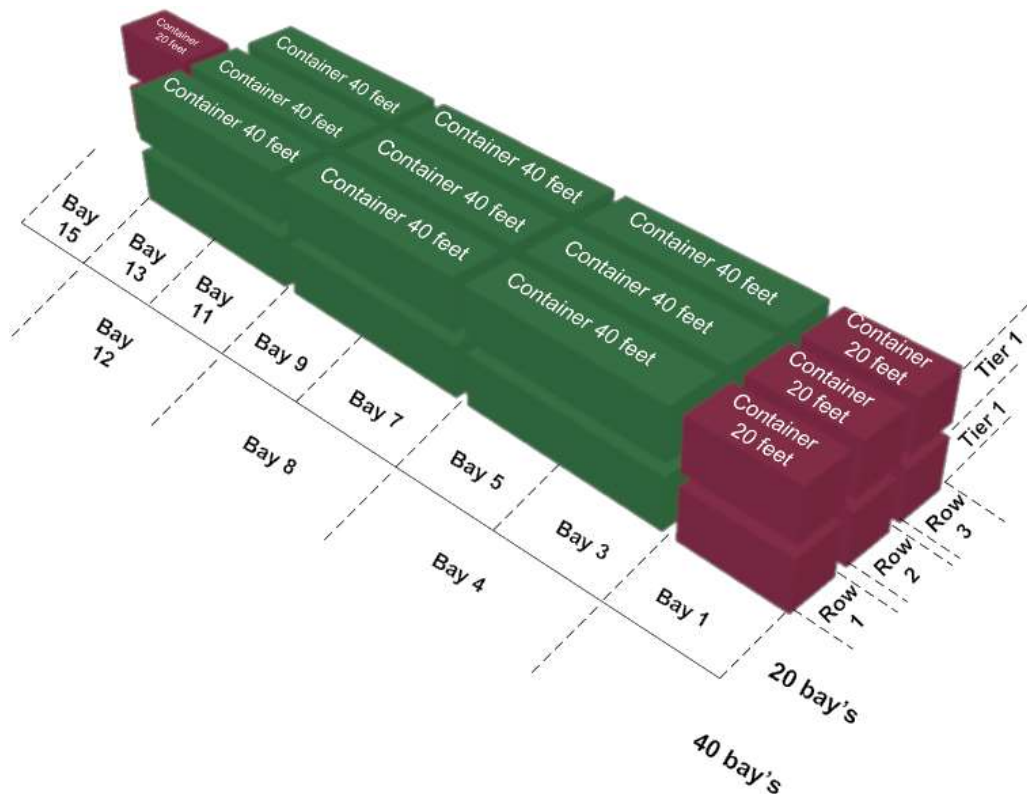 Container
20 feet
Container 40 feet
Container 40 feet
Container 40 feet
Container 40 feet
Container 40 feet
Container 40 feet
Container 40 feet
Container 40 feet
Container 40 feet
Container
20 feet
Container
20 feet
Container
20 feet
Tier 1
Tier 1
Row
3
Row
2
Row
1
Bay
15
Bay
13
Bay
11
Bay 9
Bay 7
Bay 5
Bay 3
Bay 1
20 bay's
Bay
12
Bay 8
Bay 4
40 bay's